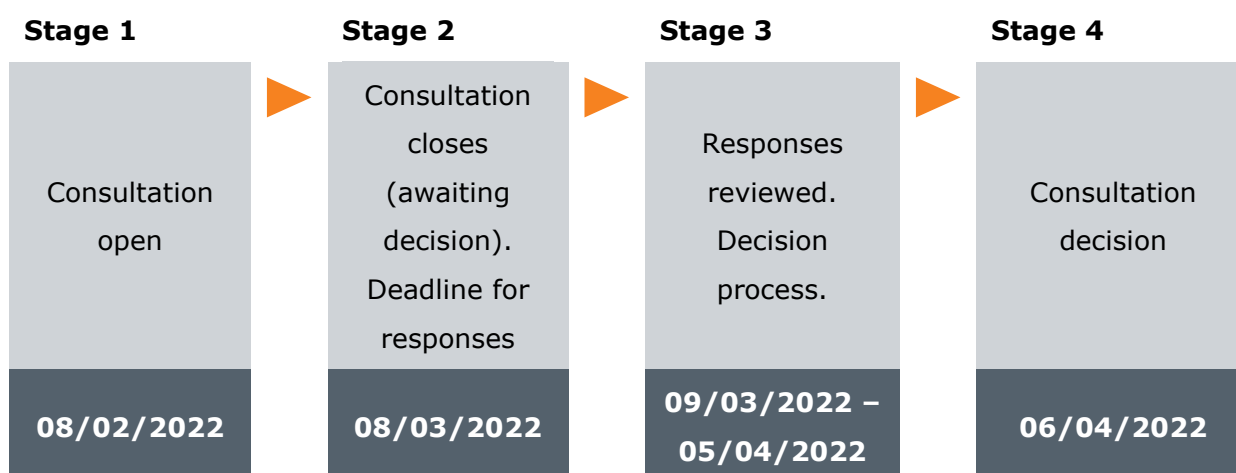 Stage 1
Consultation
open
08/02/2022
Stage 2
Consultation
closes
(awaiting
decision).
Deadline for
responses
08/03/2022
Stage 3
Responses
reviewed.
Decision
process.
09/03/2022 –
05/04/2022
Stage 4
Consultation
decision
06/04/2022